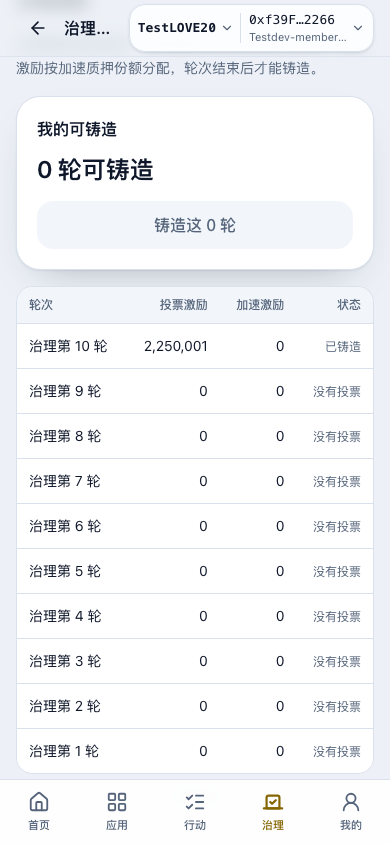 治理...
TestLOVE20
0xf39F…2266
Testdev-member...
激励按加速质押份额分配，轮次结束后才能铸造。
我的可铸造
0 轮可铸造
铸造这 0 轮
轮次 投票激励 加速激励 状态
治理第 10 轮 2,250,001 0 已铸造
治理第 9 轮 0 0 没有投票
治理第 8 轮 0 0 没有投票
治理第 7 轮 0 0 没有投票
治理第 6 轮 0 0 没有投票
治理第 5 轮 0 0 没有投票
治理第 4 轮 0 0 没有投票
治理第 3 轮 0 0 没有投票
治理第 2 轮 0 0 没有投票
治理第 1 轮 0 0 没有投票
首页 应用 行动 治理 我的